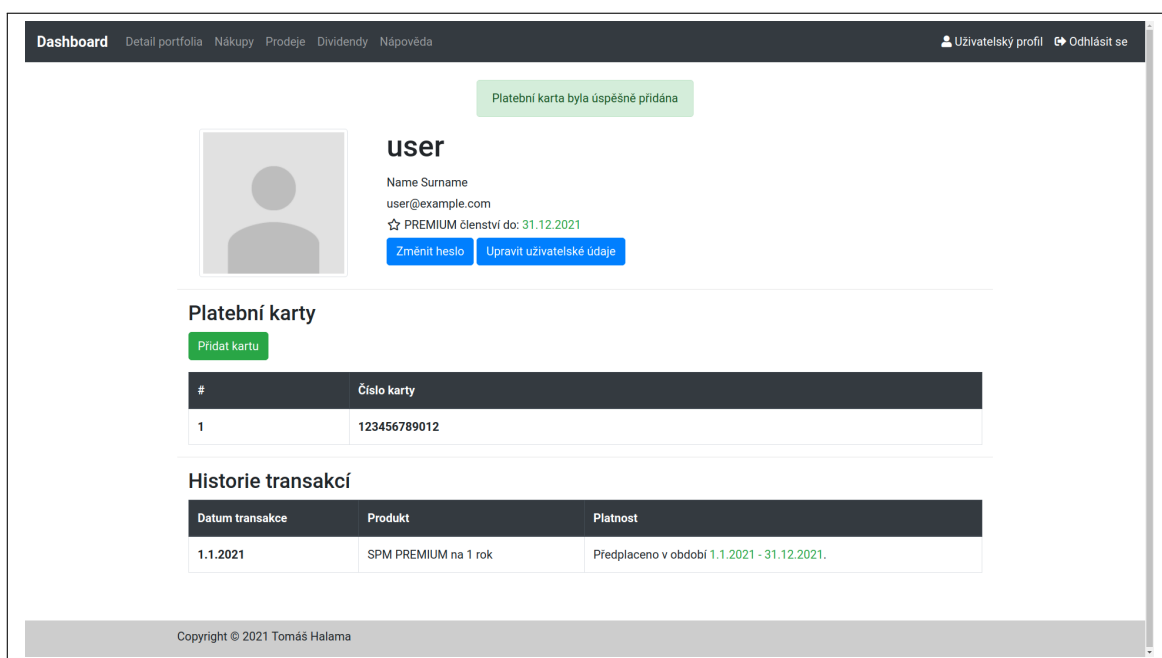 Dashboard Detail portfolia Nákupy Prodeje Dividendy Nápověda Uživatelský profil Odhlásit se
Platební karta byla úspěšně přidána
user
Name Surname
user@example.com
PREMIUM členství do: 31.12.2021
Změnit heslo Upravit uživatelské údaje
Platební karty
Přidat kartu
# Číslo karty
1 123456789012
Historie transakcí
Datum transakce Produkt Platnost
1.1.2021 SPM PREMIUM na 1 rok Předplaceno v období 1.1.2021 - 31.12.2021.
Copyright © 2021 Tomáš Halama